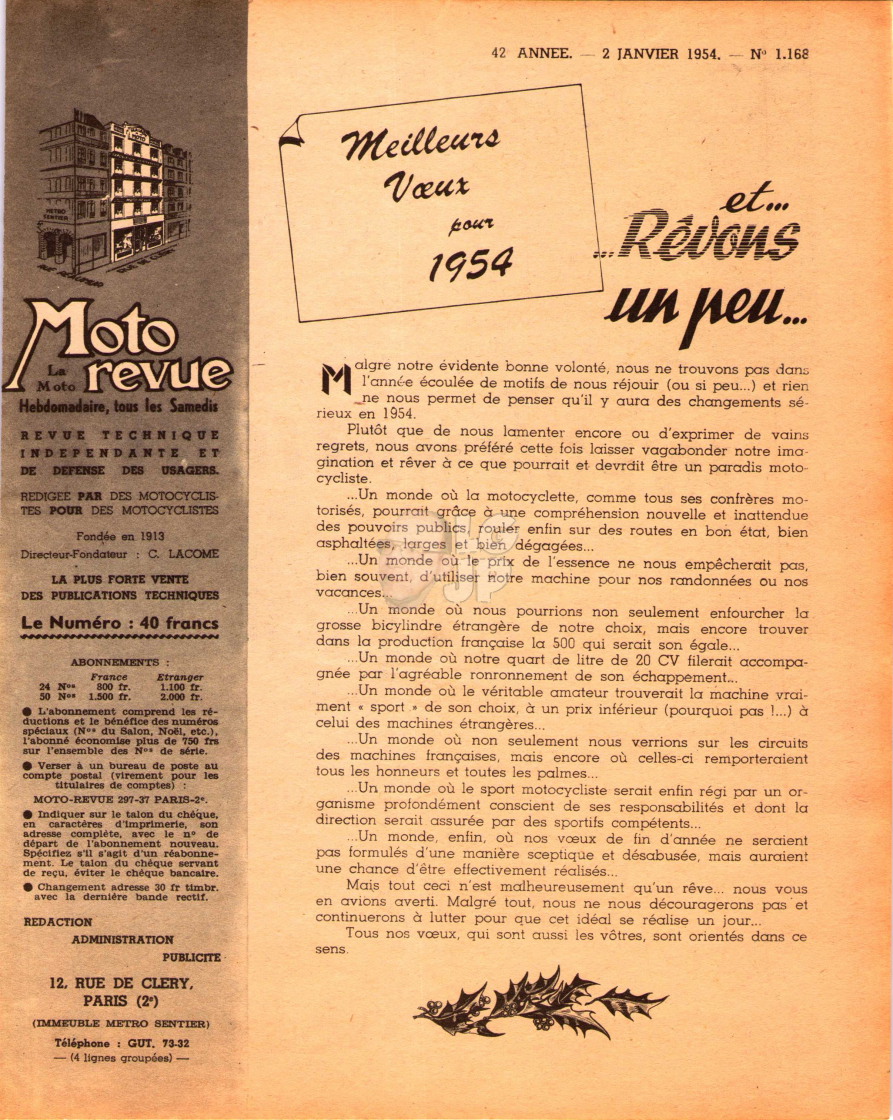 42 ANNEE. — 2 JANVIER 1954. — Nº 1.168
Meilleurs
Vœux
pour
1954
et...
...Rêvons
un peu...
METRO
SENTIER
RUE DE CLERY
Moto
revue
La
Moto
Hebdomadaire, tous les Samedis
REVUE TECHNIQUE
INDEPENDANTE ET
DE DEFENSE DES USAGERS.
REDIGEE PAR DES MOTOCYCLIS-
TES POUR DES MOTOCYCLISTES
Fondée en 1913
Directeur-Fondateur : C. LACOME
LA PLUS FORTE VENTE
DES PUBLICATIONS TECHNIQUES
Le Numéro : 40 francs
ABONNEMENTS :
France Etranger
24 Nos 800 fr. 1.100 fr.
50 Nos 1.500 fr. 2.000 fr.
● L'abonnement comprend les ré-
ductions et le bénéfice des numéros
spéciaux (Nos du Salon, Noël, etc.),
l'abonné économise plus de 750 frs
sur l'ensemble des Nos de série.
● Verser à un bureau de poste au
compte postal (virement pour les
titulaires de comptes) :
MOTO-REVUE 297-37 PARIS-2e.
● Indiquer sur le talon du chèque,
en caractères d'imprimerie, son
adresse complète, avec le nº de
départ de l'abonnement nouveau.
Spécifiez s'il s'agit d'un réabonne-
ment. Le talon du chèque servant
de reçu, éviter le chèque bancaire.
● Changement adresse 30 fr timbr.
avec la dernière bande rectif.
REDACTION
ADMINISTRATION
PUBLICITE
12, RUE DE CLERY,
PARIS (2e)
(IMMEUBLE METRO SENTIER)
Téléphone : GUT. 73-32
— (4 lignes groupées) —
Malgre notre évidente bonne volonté, nous ne trouvons pas dans
l'année écoulée de motifs de nous réjouir (ou si peu...) et rien
ne nous permet de penser qu'il y aura des changements sé-
rieux en 1954.
Plutôt que de nous lamenter encore ou d'exprimer de vains
regrets, nous avons préféré cette fois laisser vagabonder notre ima-
gination et rêver à ce que pourrait et devrait être un paradis moto-
cycliste.
...Un monde où la motocyclette, comme tous ses confrères mo-
torisés, pourrait grâce à une compréhension nouvelle et inattendue
des pouvoirs publics, rouler enfin sur des routes en bon état, bien
asphaltées, larges et bien dégagées...
...Un monde où le prix de l'essence ne nous empêcherait pas,
bien souvent, d'utiliser notre machine pour nos randonnées ou nos
vacances...
...Un monde où nous pourrions non seulement enfourcher la
grosse bicylindre étrangère de notre choix, mais encore trouver
dans la production française la 500 qui serait son égale...
...Un monde où notre quart de litre de 20 CV filerait accompa-
gnée par l'agréable ronronnement de son échappement...
...Un monde où le véritable amateur trouverait la machine vrai-
ment « sport » de son choix, à un prix inférieur (pourquoi pas !...) à
celui des machines étrangères...
...Un monde où non seulement nous verrions sur les circuits
des machines françaises, mais encore où celles-ci remporteraient
tous les honneurs et toutes les palmes...
...Un monde où le sport motocycliste serait enfin régi par un or-
ganisme profondément conscient de ses responsabilités et dont la
direction serait assurée par des sportifs compétents...
...Un monde, enfin, où nos vœux de fin d'année ne seraient
pas formulés d'une manière sceptique et désabusée, mais auraient
une chance d'être effectivement réalisés...
Mais tout ceci n'est malheureusement qu'un rêve... nous vous
en avions averti. Malgré tout, nous ne nous décourageronspas et
continuerons à lutter pour que cet idéal se réalise un jour...
Tous nos vœux, qui sont aussi les vôtres, sont orientés dans ce
sens.